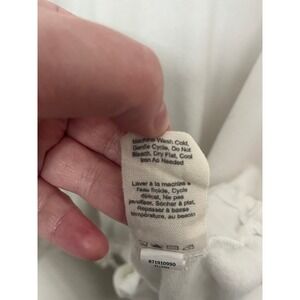 Machine Wash Cold,
Gentle Cycle, Do Not
Bleach, Dry Flat, Cool
Iron As Needed
Laver à la machine à
l'eau froide, Cycle
délicat, Ne pas
Javeliser, Sécher à plat,
Repasser à basse
température, au besoin